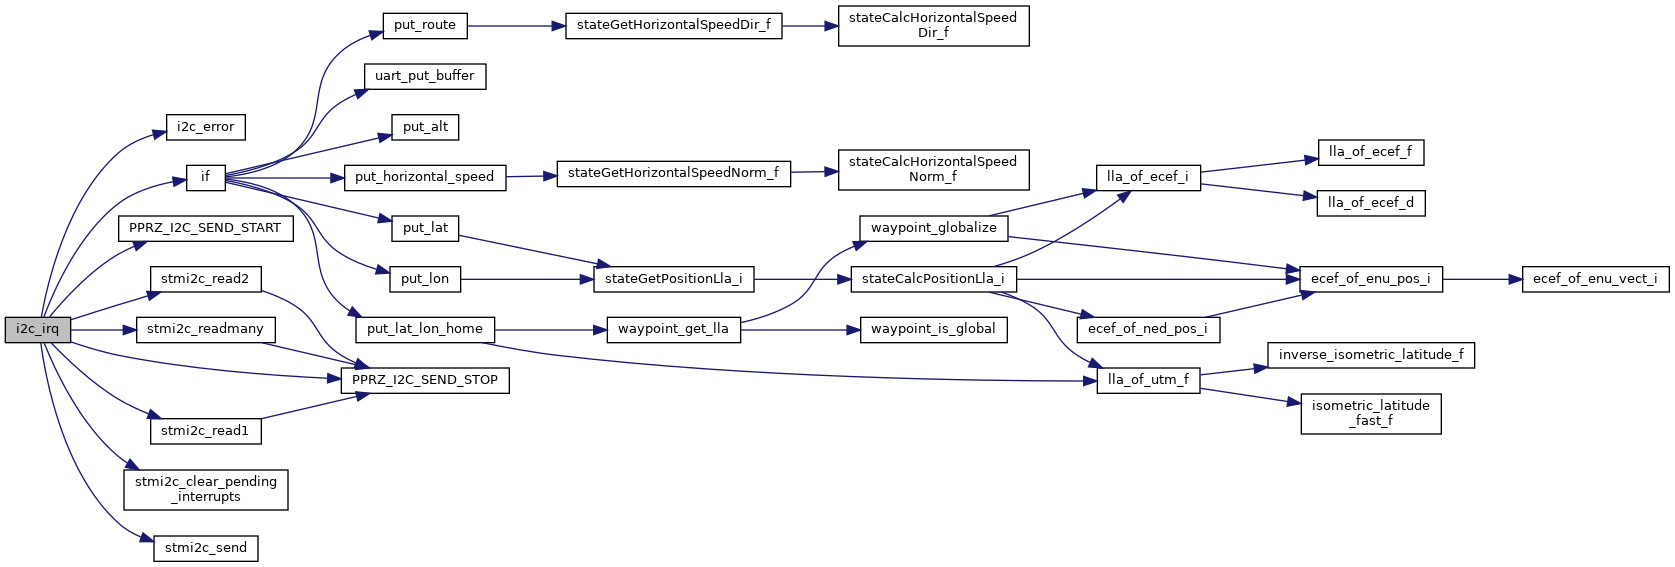 put_route
stateGetHorizontalSpeedDir_f
stateCalcHorizontalSpeed
Dir_f
uart_put_buffer
i2c_error
put_alt
if
put_horizontal_speed
stateGetHorizontalSpeedNorm_f
stateCalcHorizontalSpeed
Norm_f
lla_of_ecef_i
lla_of_ecef_f
lla_of_ecef_d
PPRZ_I2C_SEND_START
put_lat
waypoint_globalize
stmi2c_read2
put_lon
stateGetPositionLla_i
stateCalcPositionLla_i
ecef_of_enu_pos_i
ecef_of_enu_vect_i
i2c_irq
stmi2c_readmany
put_lat_lon_home
waypoint_get_lla
waypoint_is_global
ecef_of_ned_pos_i
inverse_isometric_latitude_f
PPRZ_I2C_SEND_STOP
lla_of_utm_f
isometric_latitude
_fast_f
stmi2c_read1
stmi2c_clear_pending
_interrupts
stmi2c_send